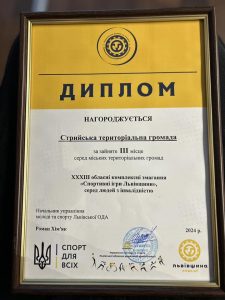 ДИПЛОМ
НАГОРОДЖУЄТЬСЯ
Стрийська територіальна громада
за зайняте III місце
серед міських територіальних громад
XXXIII обласні комплексні змагання
«Спортивні ігри Львівщини»,
серед людей з інвалідністю
Начальник управління
молоді та спорту Львівської ОДА
Роман Хім'як
2024 р.
СПОРТ
ДЛЯ
ВСІХ
львівщина